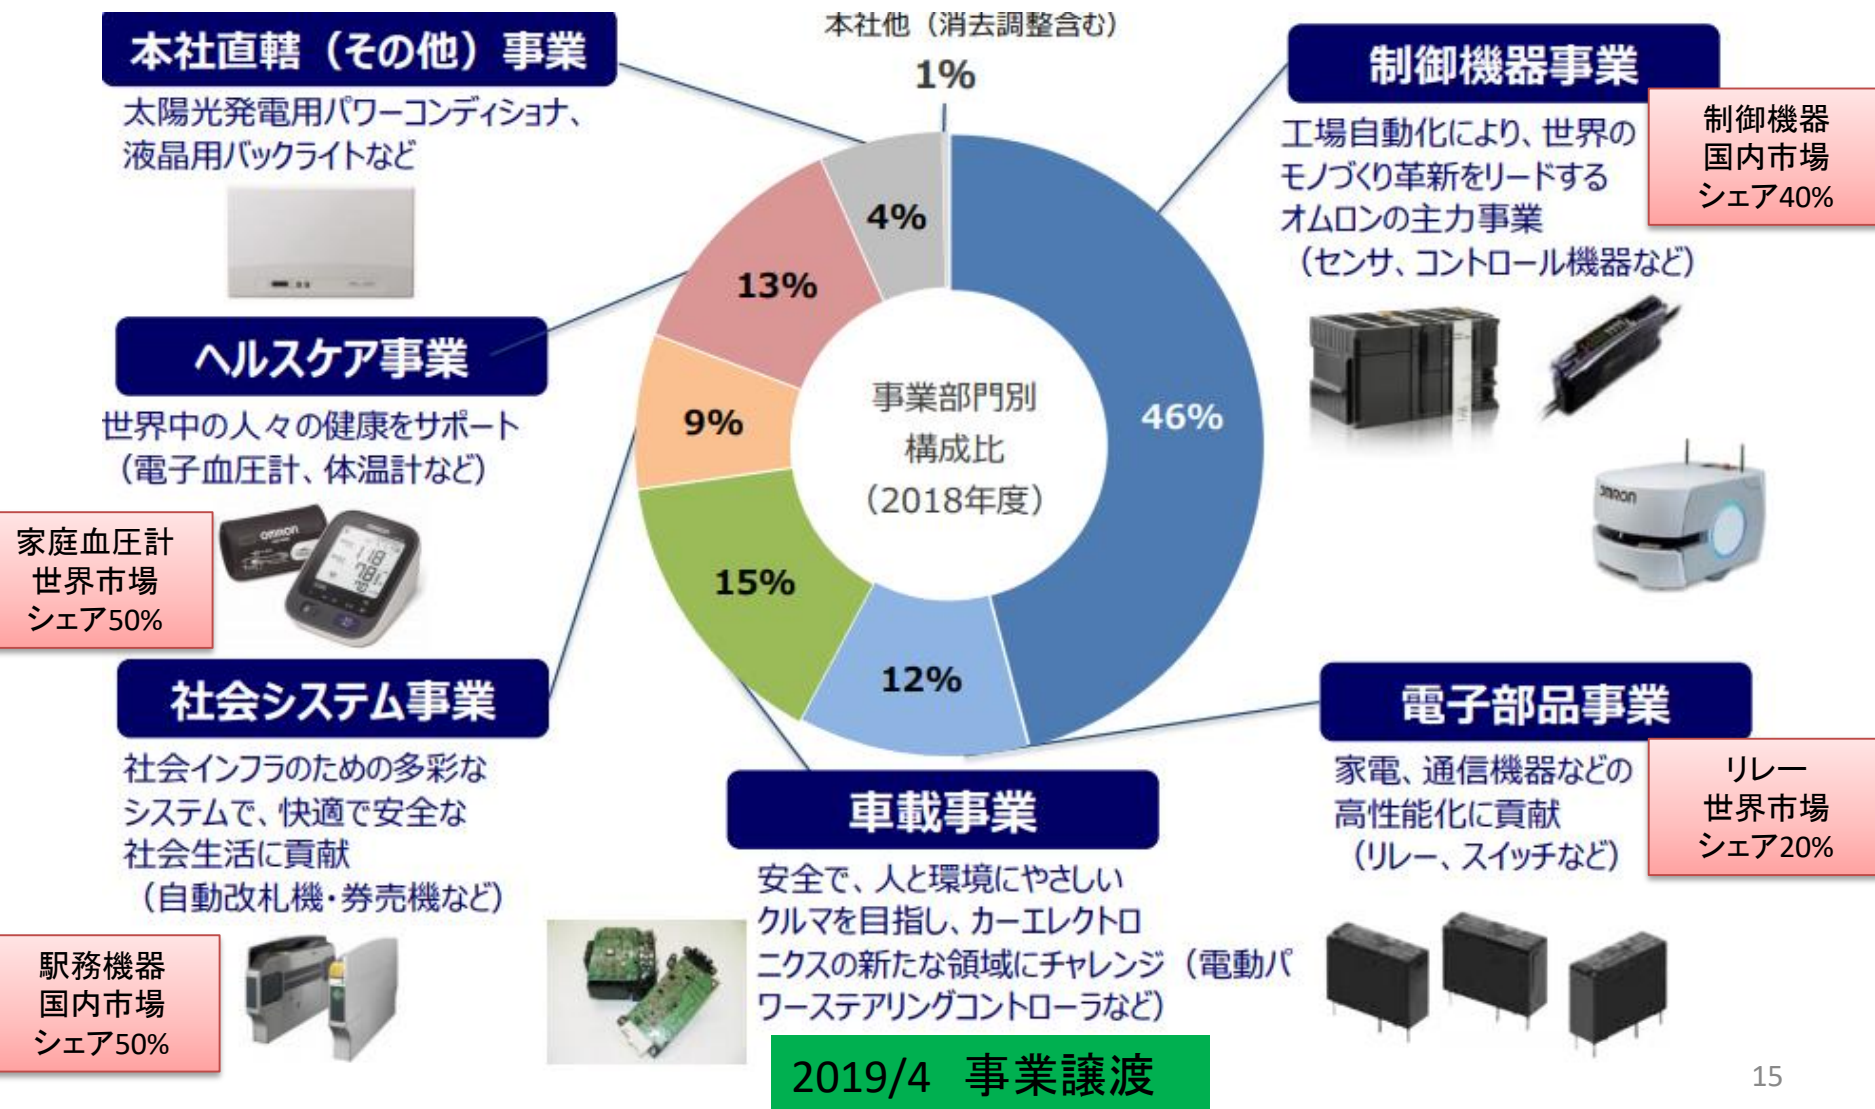 本社他（消去調整含む）
1%
本社直轄（その他）事業
太陽光発電用パワーコンディショナ、
液晶用バックライトなど
制御機器事業
工場自動化により、世界の
モノづくり革新をリードする
オムロンの主力事業
（センサ、コントロール機器など）
制御機器
国内市場
シェア40%
4%
13%
9%
15%
12%
46%
事業部門別
構成比
（2018年度）
ヘルスケア事業
世界中の人々の健康をサポート
（電子血圧計、体温計など）
家庭血圧計
世界市場
シェア50%
OMRON
118
78
OMRON
社会システム事業
社会インフラのための多彩な
システムで、快適で安全な
社会生活に貢献
（自動改札機・券売機など）
駅務機器
国内市場
シェア50%
車載事業
安全で、人と環境にやさしい
クルマを目指し、カーエレクトロ
ニクスの新たな領域にチャレンジ（電動パ
ワーステアリングコントローラなど）
2019/4　事業譲渡
電子部品事業
家電、通信機器などの
高性能化に貢献
（リレー、スイッチなど）
リレー
世界市場
シェア20%
15